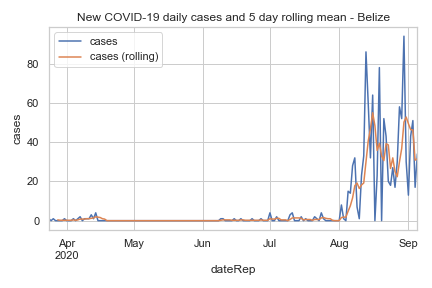 New COVID-19 daily cases and 5 day rolling mean - Belize
cases
cases (rolling)
80
60
40
20
0
cases
Apr
2020
May
Jun
Jul
Aug
Sep
dateRep